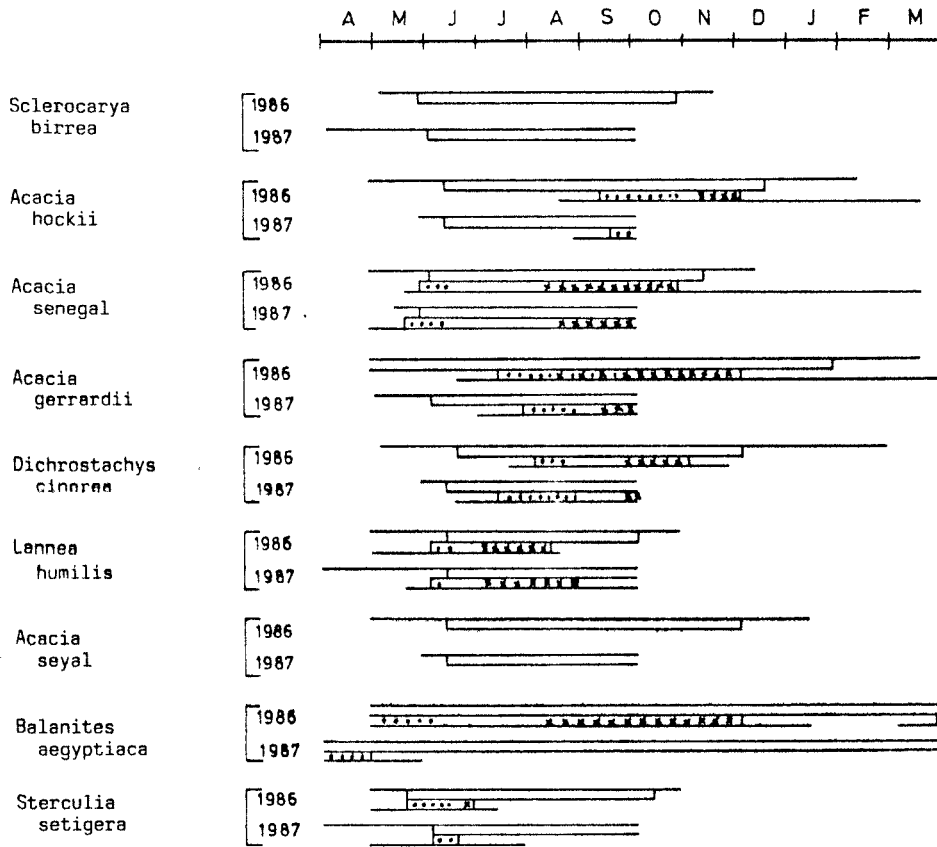 A M J J A S O N D J F M
Sclerocarya
birrea
1986
1987
Acacia
hockii
1986
1987
Acacia
senegal
1986
1987
Acacia
gerrardii
1986
1987
Dichrostachys
cinerea
1986
1987
Lannea
humilis
1986
1987
Acacia
seyal
1986
1987
Balanites
aegyptiaca
1986
1987
Sterculia
setigera
1986
1987